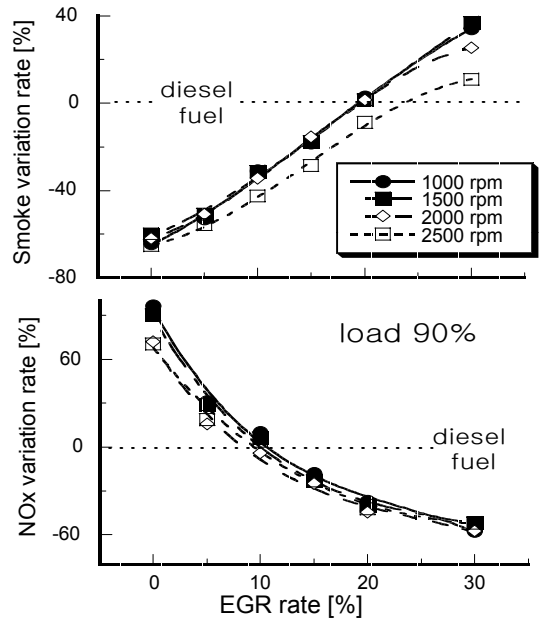 40
0
-40
-80
Smoke variation rate [%]
diesel
fuel
1000 rpm
1500 rpm
2000 rpm
2500 rpm
60
0
-60
NOx variation rate [%]
load 90%
diesel
fuel
0 10 20 30
EGR rate [%]